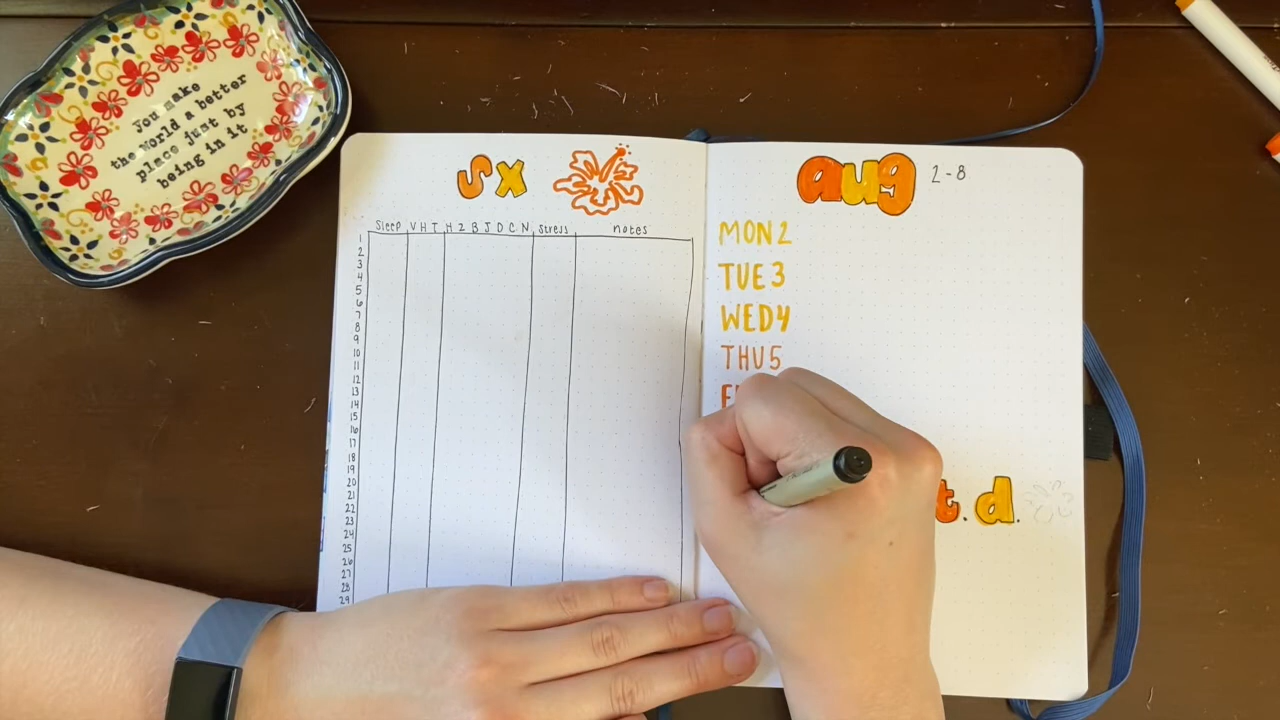 You make
the world a better
place just by
being in it
sx
Sleep V H T H 2 B J D C N Stress notes
1
2
3
4
5
6
7
8
9
10
11
12
13
14
15
16
17
18
19
20
21
22
23
24
25
26
27
28
29
aug 2-8
MON 2
TUE 3
WED 4
THU 5
t.d.